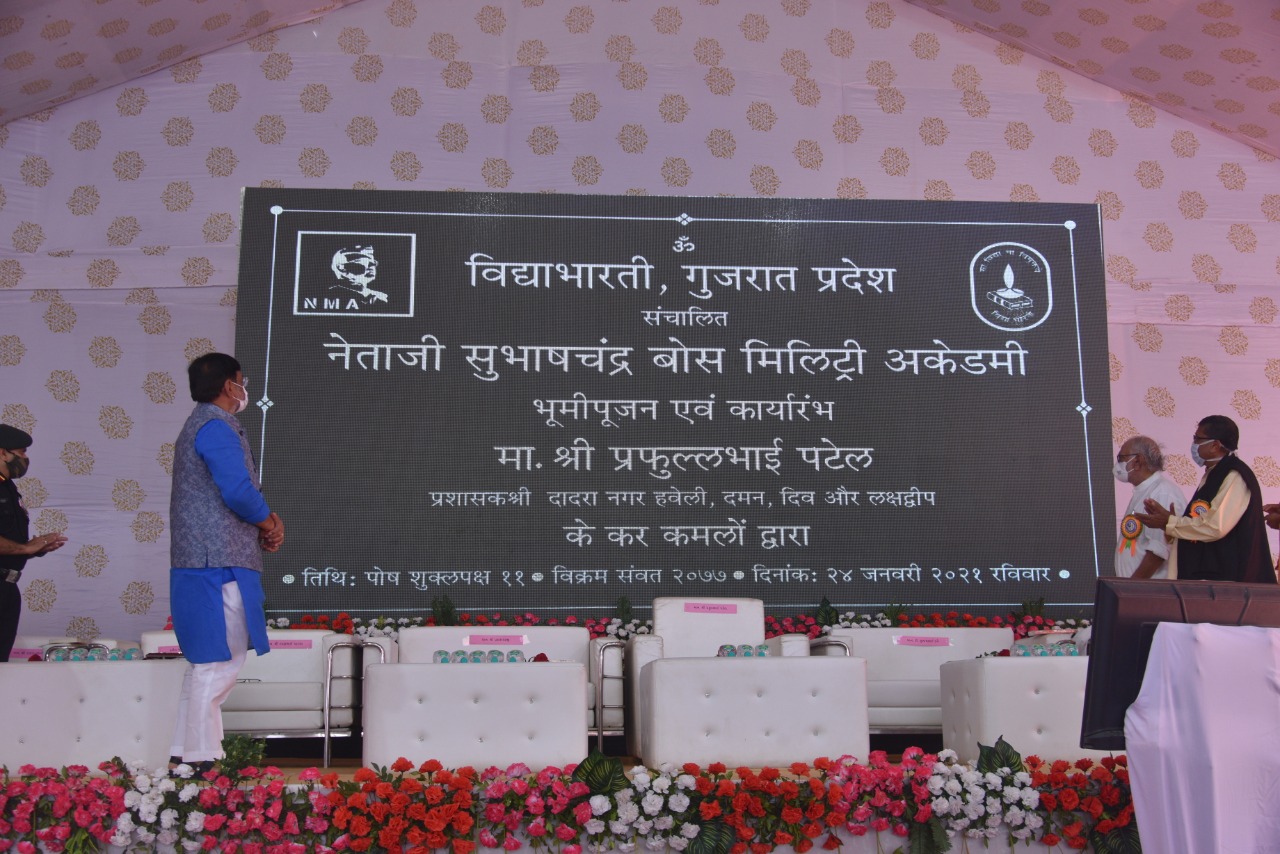 ॐ
विद्याभारती, गुजरात प्रदेश
संचालित
नेताजी सुभाषचंद्र बोस मिलिट्री अकेडमी
भूमीपूजन एवं कार्यारंभ
मा. श्री प्रफुल्लभाई पटेल
प्रशासकश्री दादरा नगर हवेली, दमन, दिव और लक्षद्वीप
के कर कमलों द्वारा
तिथि: पोष शुक्लपक्ष ११ विक्रम संवत २०७७ दिनांक: २४ जनवरी २०२१ रविवार
NMA
सा विद्या या विमुक्तये